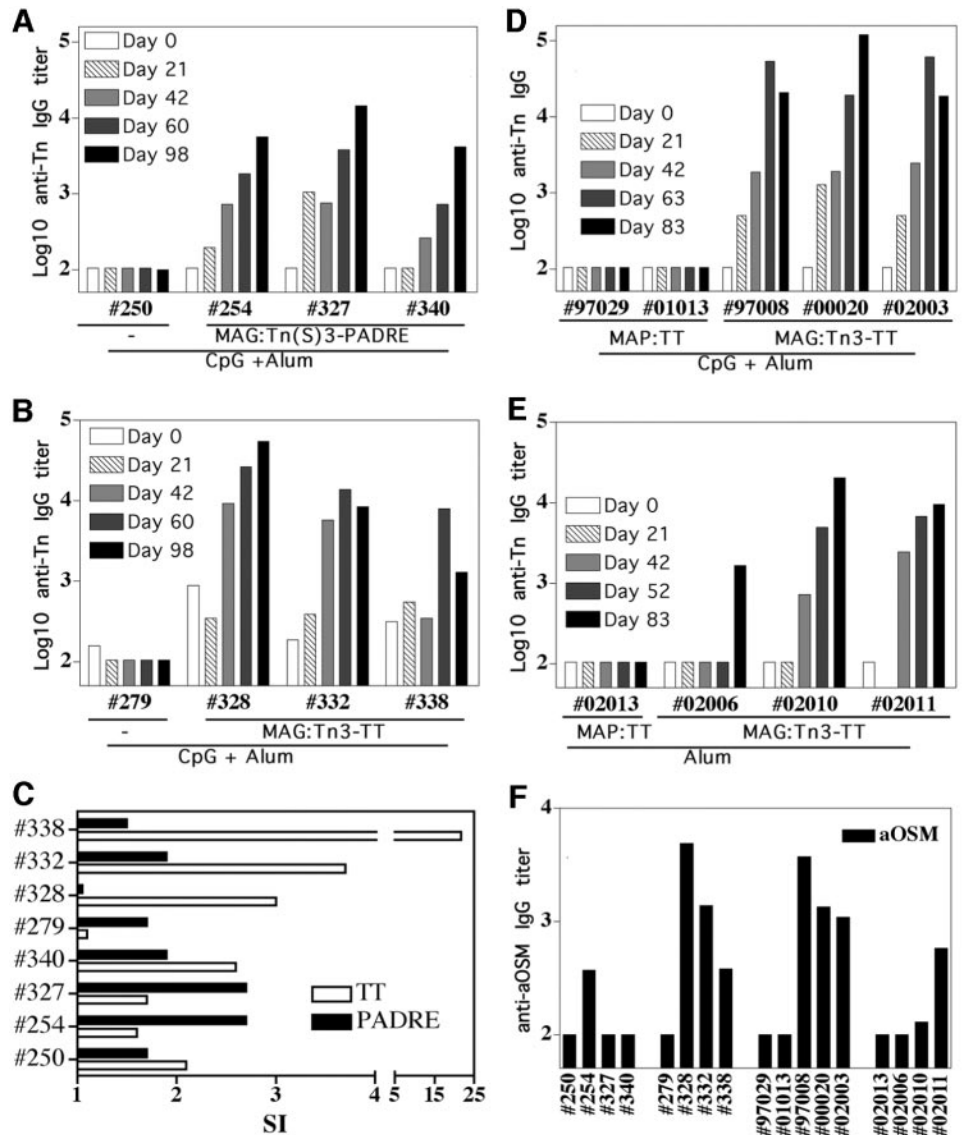 A
Log10 anti-Tn IgG titer
5
4
3
2
Day 0
Day 21
Day 42
Day 60
Day 98
#250 #254 #327 #340
- MAG:Tn(S)3-PADRE
CpG +Alum
B
Log10 anti-Tn IgG titer
5
4
3
2
Day 0
Day 21
Day 42
Day 60
Day 98
#279 #328 #332 #338
- MAG:Tn3-TT
CpG + Alum
C
#338
#332
#328
#279
#340
#327
#254
#250
TT
PADRE
1 2 4 5 15 25
SI
D
Log10 anti-Tn IgG
5
4
3
2
Day 0
Day 21
Day 42
Day 63
Day 83
#97029 #01013 #97008 #00020 #02003
MAP:TT MAG:Tn3-TT
CpG + Alum
E
Log10 anti-Tn IgG titer
5
4
3
2
Day 0
Day 21
Day 42
Day 52
Day 83
#02013 #02006 #02010 #02011
MAP:TT MAG:Tn3-TT
Alum
F
anti-aOSM IgG titer
4
3
2
aOSM
#250 #254 #327 #340 #279 #328 #332 #338 #97029 #01013 #97008 #00020 #02003 #02013 #02006 #02010 #02011